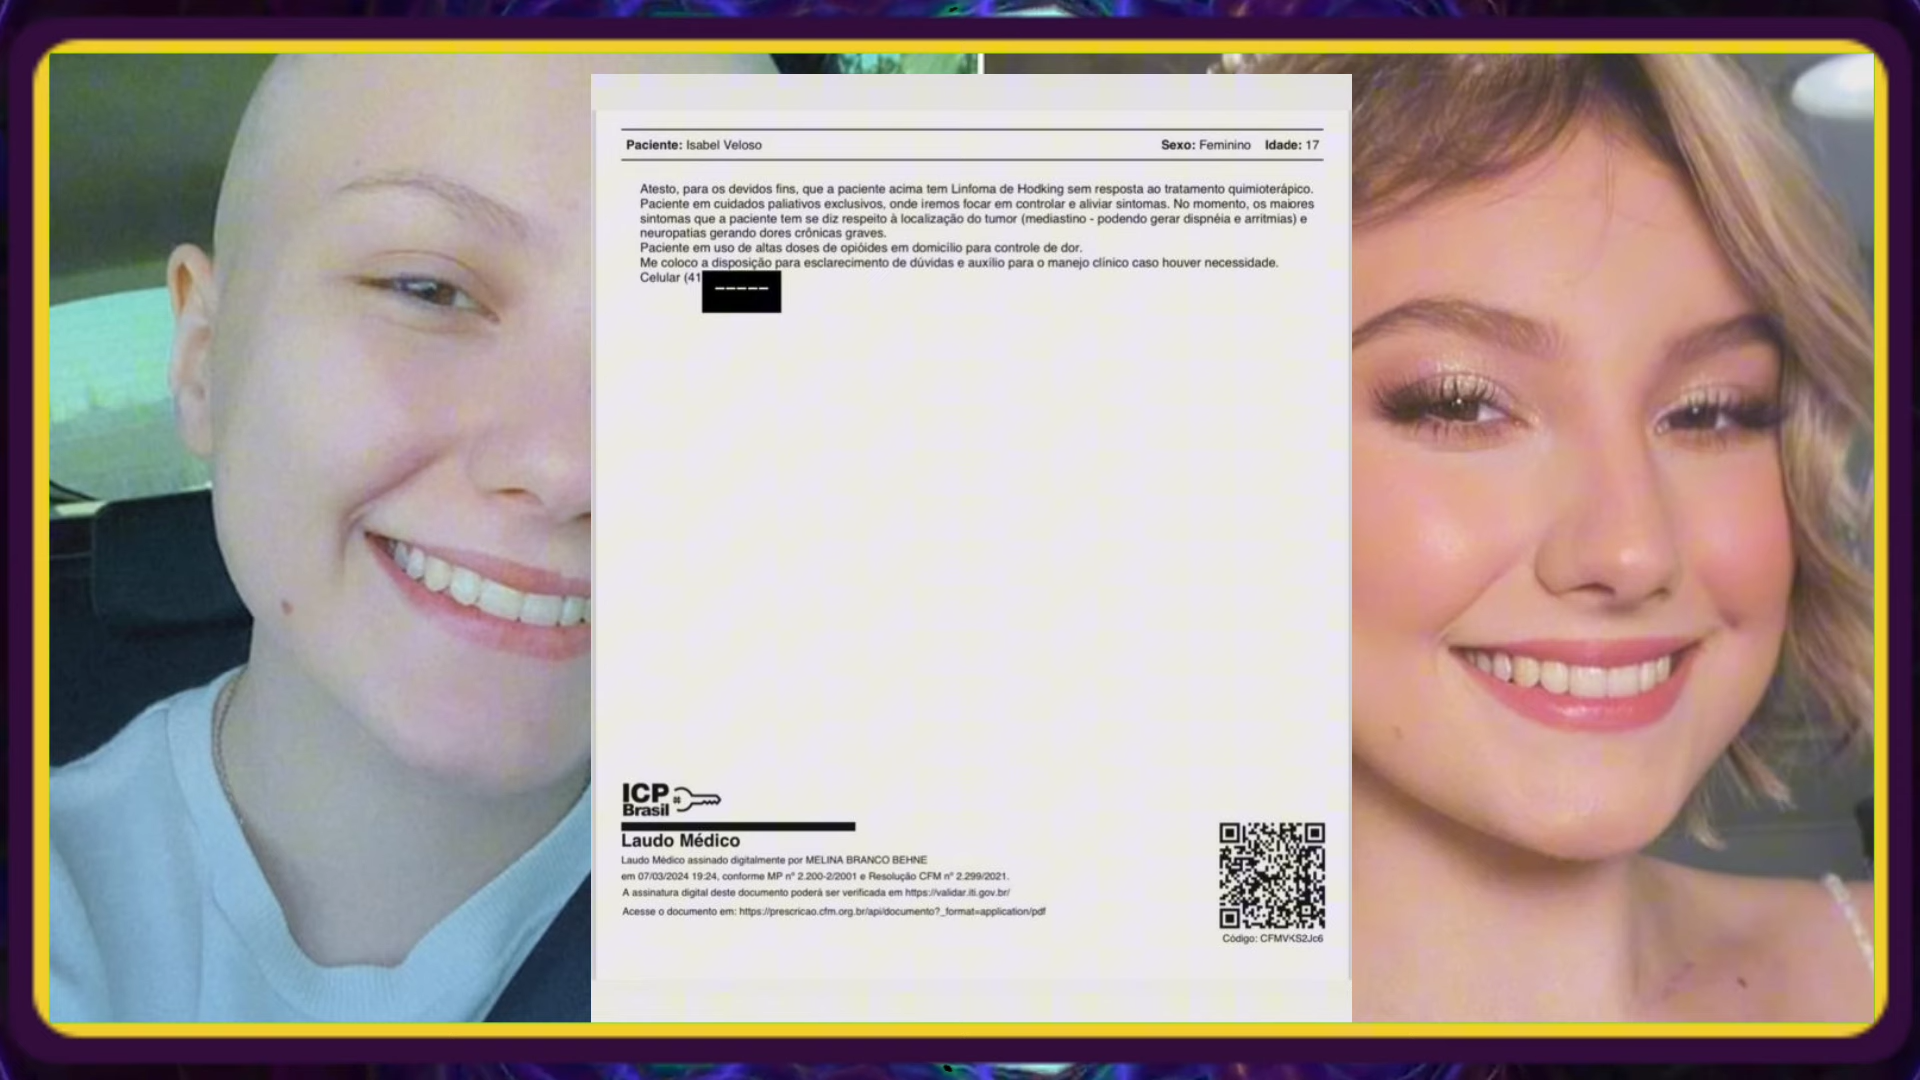 Paciente: Isabel Veloso Sexo: Feminino Idade: 17
Atesto, para os devidos fins, que a paciente acima tem Linfoma de Hodking sem resposta ao tratamento quimioterápico.
Paciente em cuidados paliativos exclusivos, onde iremos focar em controlar e aliviar sintomas. No momento, os maiores
sintomas que a paciente tem se diz respeito à localização do tumor (mediastino - podendo gerar dispnéia e arritmias) e
neuropatias gerando dores crônicas graves.
Paciente em uso de altas doses de opióides em domicílio para controle de dor.
Me coloco a disposição para esclarecimento de dúvidas e auxílio para o manejo clínico caso houver necessidade.
Celular (41
-----
ICP
Brasil
Laudo Médico
Laudo Médico assinado digitalmente por MELINA BRANCO BEHNE
em 07/03/2024 19:24, conforme MP nº 2.200-2/2001 e Resolução CFM nº 2.299/2021.
A assinatura digital deste documento poderá ser verificada em https://validar.iti.gov.br/
Acesse o documento em: https://prescricao.cfm.org.br/api/documento?_format=application/pdf
Código: CFMVKS2Jc6